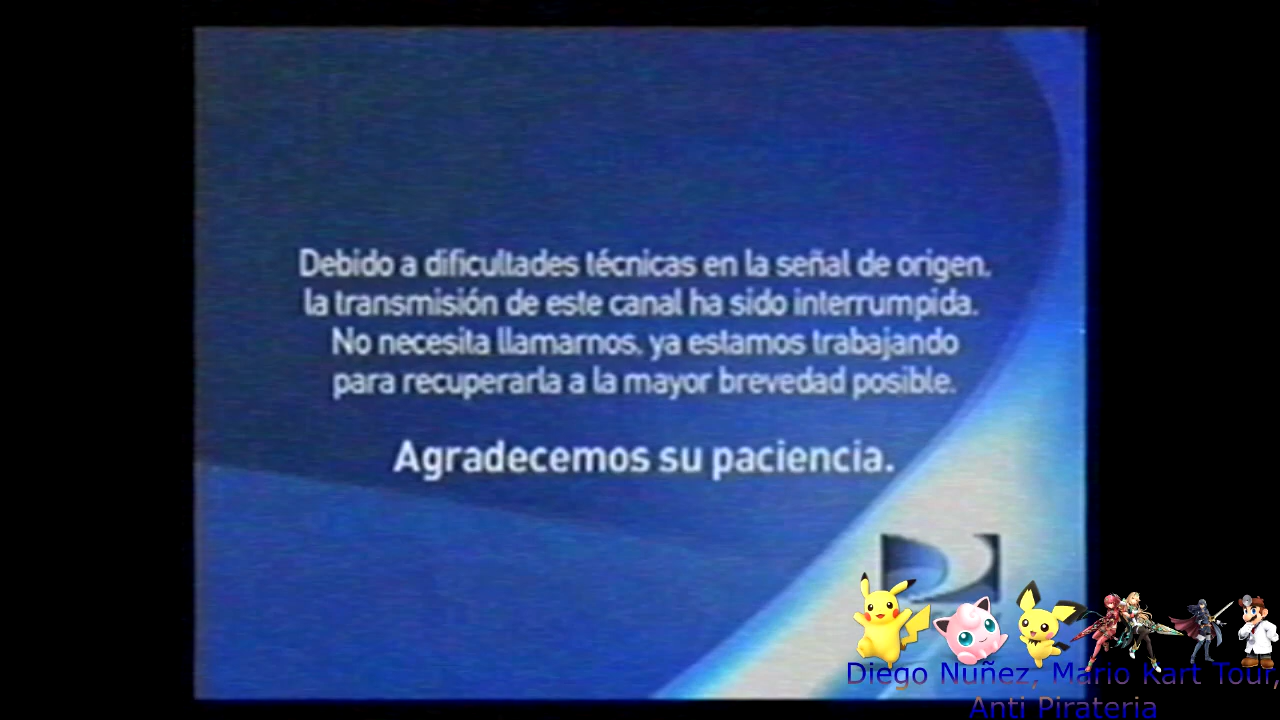 Debido a dificultades técnicas en la señal de origen,
la transmisión de este canal ha sido interrumpida.
No necesita llamarnos, ya estamos trabajando
para recuperarla a la mayor brevedad posible.
Agradecemos su paciencia.
Diego Nuñez, Mario Kart Tour,
Anti Pirateria